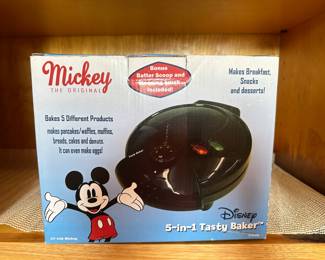 Mickey
THE ORIGINAL
Bonus
Batter Scoop and
included!
Makes Breakfast,
Snacks
and desserts!
Bakes 5 Different Products
makes pancakes/waffles, muffins,
breads, cakes and donuts.
It can even make eggs!
Disney
5-in-1 Tasty Baker™